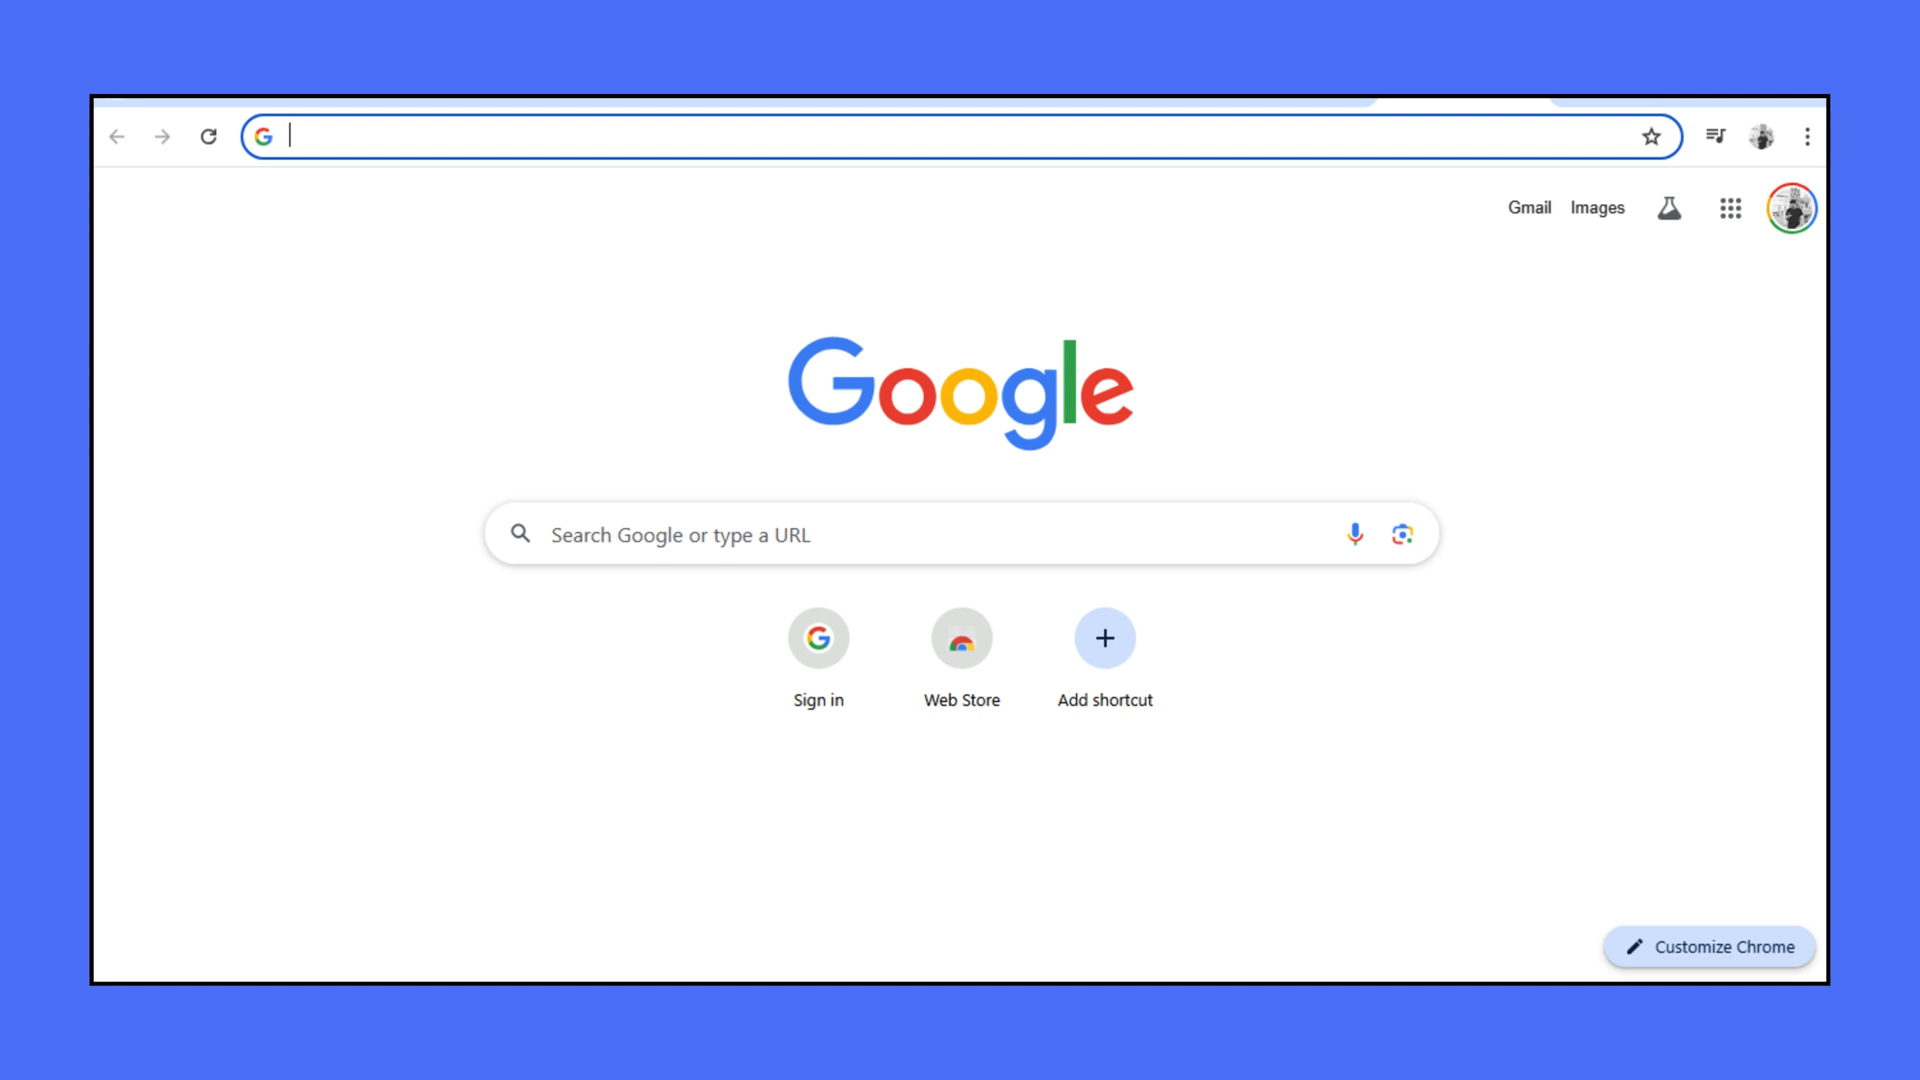 Gmail Images
Google
Search Google or type a URL
Sign in Web Store Add shortcut
Customize Chrome